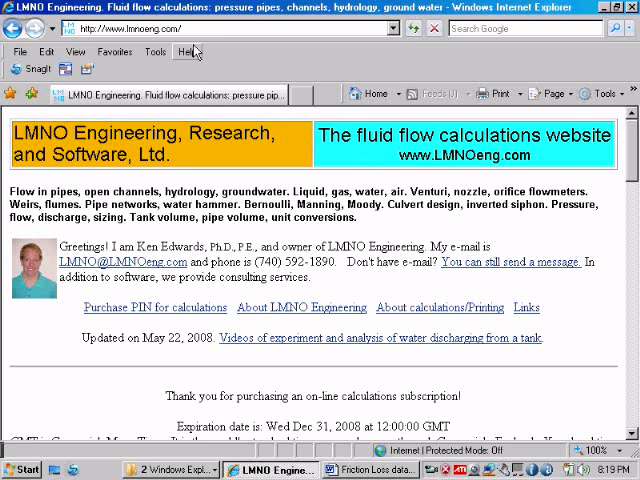 LMNO Engineering. Fluid flow calculations: pressure pipes, channels, hydrology, ground water - Windows Internet Explorer
http://www.lmnoeng.com/
Search Google
File Edit View Favorites Tools Help
SnagIt
LMNO Engineering. Fluid flow calculations: pressure pip...
Home Feeds (J) Print Page Tools
LMNO Engineering, Research,
and Software, Ltd.
The fluid flow calculations website
www.LMNOeng.com
Flow in pipes, open channels, hydrology, groundwater. Liquid, gas, water, air. Venturi, nozzle, orifice flowmeters.
Weirs, flumes. Pipe networks, water hammer. Bernoulli, Manning, Moody. Culvert design, inverted siphon. Pressure,
flow, discharge, sizing. Tank volume, pipe volume, unit conversions.
Greetings! I am Ken Edwards, Ph.D., P.E., and owner of LMNO Engineering. My e-mail is
LMNO@LMNOeng.com and phone is (740) 592-1890. Don't have e-mail? You can still send a message. In
addition to software, we provide consulting services.
Purchase PIN for calculations About LMNO Engineering About calculations/Printing Links
Updated on May 22, 2008. Videos of experiment and analysis of water discharging from a tank.
Thank you for purchasing an on-line calculations subscription!
Expiration date is: Wed Dec 31, 2008 at 12:00:00 GMT
Internet | Protected Mode: Off 100%
Start 2 Windows Expl... LMNO Engine... Friction Loss data... 8:19 PM